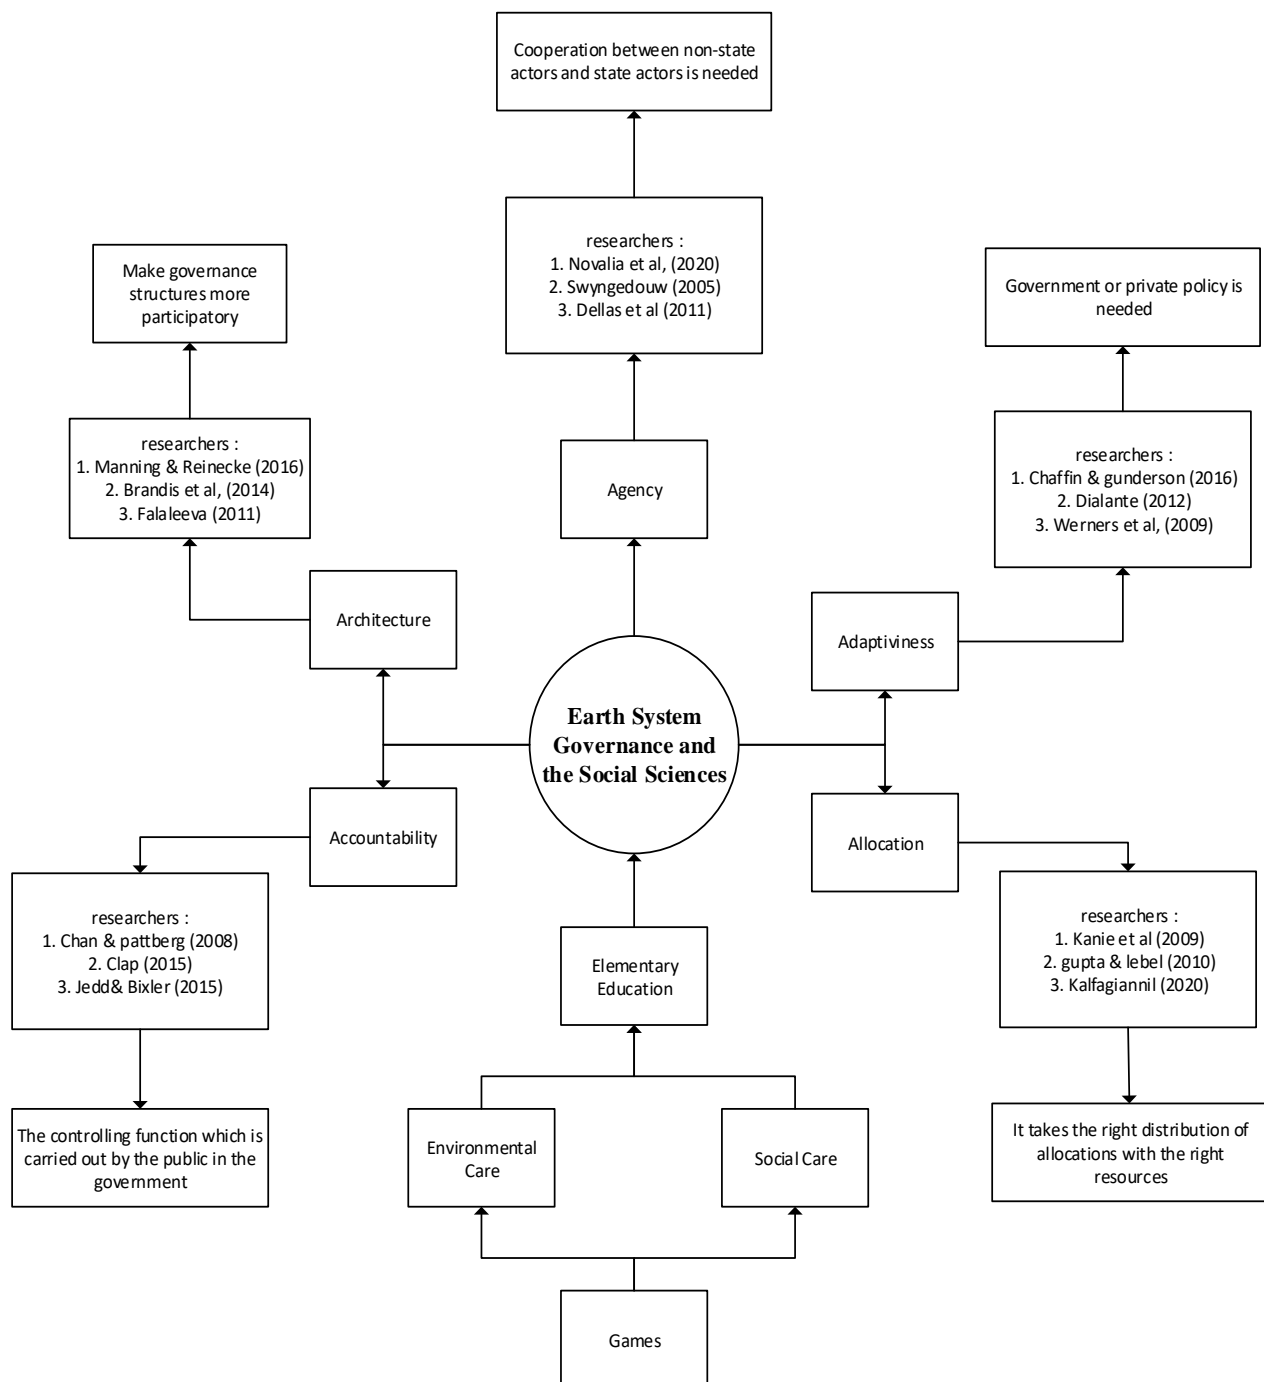 Cooperation between non-state
actors and state actors is needed
researchers :
1. Novalia et al, (2020)
2. Swyngedouw (2005)
3. Dellas et al (2011)
Make governance
structures more
participatory
Government or private policy is
needed
researchers :
1. Manning & Reinecke (2016)
2. Brandis et al, (2014)
3. Falaleeva (2011)
researchers :
1. Chaffin & gunderson (2016)
2. Dialante (2012)
3. Werners et al, (2009)
Agency
Architecture
Adaptiviness
Earth System
Governance and
the Social Sciences
Accountability
Allocation
researchers :
1. Chan & pattberg (2008)
2. Clap (2015)
3. Jedd& Bixler (2015)
researchers :
1. Kanie et al (2009)
2. gupta & lebel (2010)
3. Kalfagiannil (2020)
Elementary
Education
The controlling function which is
carried out by the public in the
government
Environmental
Care
Social Care
It takes the right distribution of
allocations with the right
resources
Games